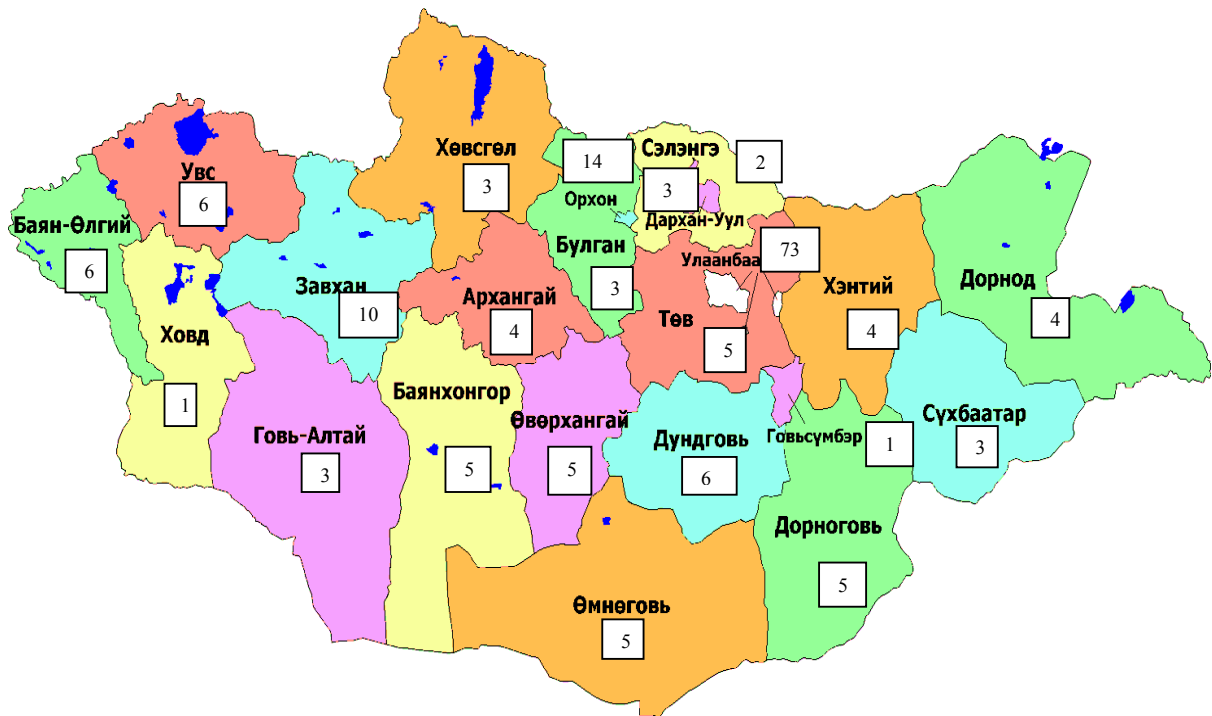 Хөвсгөл
3
14
Сэлэнгэ
2
Увс
6
Орхон
3
Дархан-Уул
Баян-Өлгий
6
Булган
3
Улаанбаа
73
Завхан
10
Архангай
4
Төв
5
Хэнтий
4
Дорнод
4
Ховд
1
Баянхонгор
5
Говь-Алтай
3
Өвөрхангай
5
Дундговь
6
Говьсүмбэр
1
Сүхбаатар
3
Дорноговь
5
Өмнөговь
5